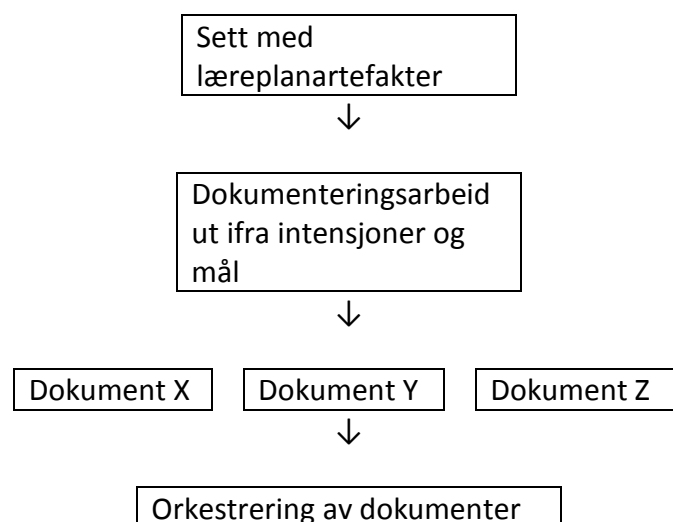 Sett med
læreplanartefakter
↓
Dokumenteringsarbeid
ut ifra intensjoner og
mål
↓
Dokument X Dokument Y Dokument Z
↓
Orkestrering av dokumenter